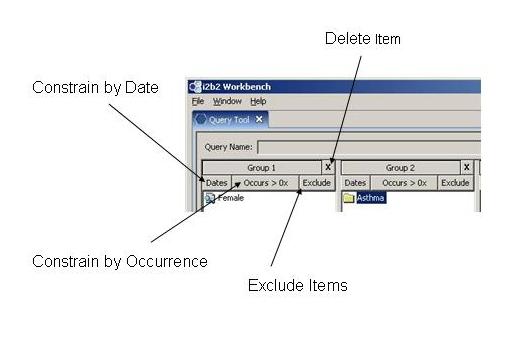 Delete Item
Constrain by Date
i2b2 Workbench
File Window Help
Query Tool X
Query Name:
Group 1 X Group 2 X
Dates Occurs > 0x Exclude Dates Occurs > 0x Exclude
Female Asthma
Constrain by Occurrence
Exclude Items